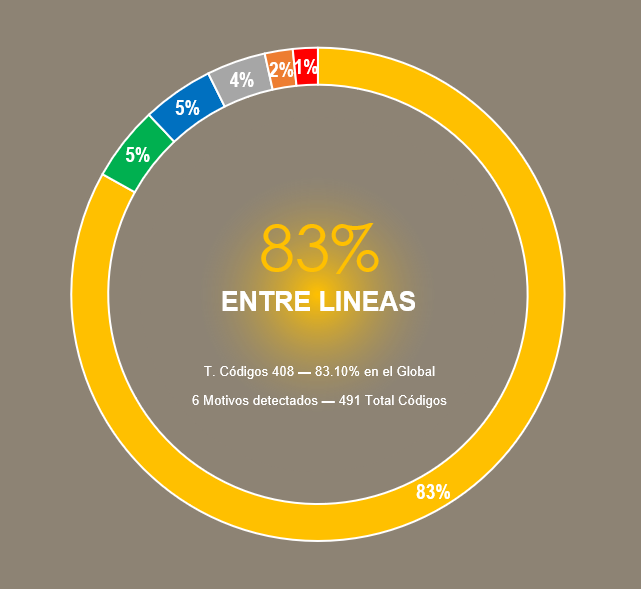 1%
2%
4%
5%
5%
83%
ENTRE LINEAS
T. Códigos 408 — 83.10% en el Global
6 Motivos detectados — 491 Total Códigos
83%